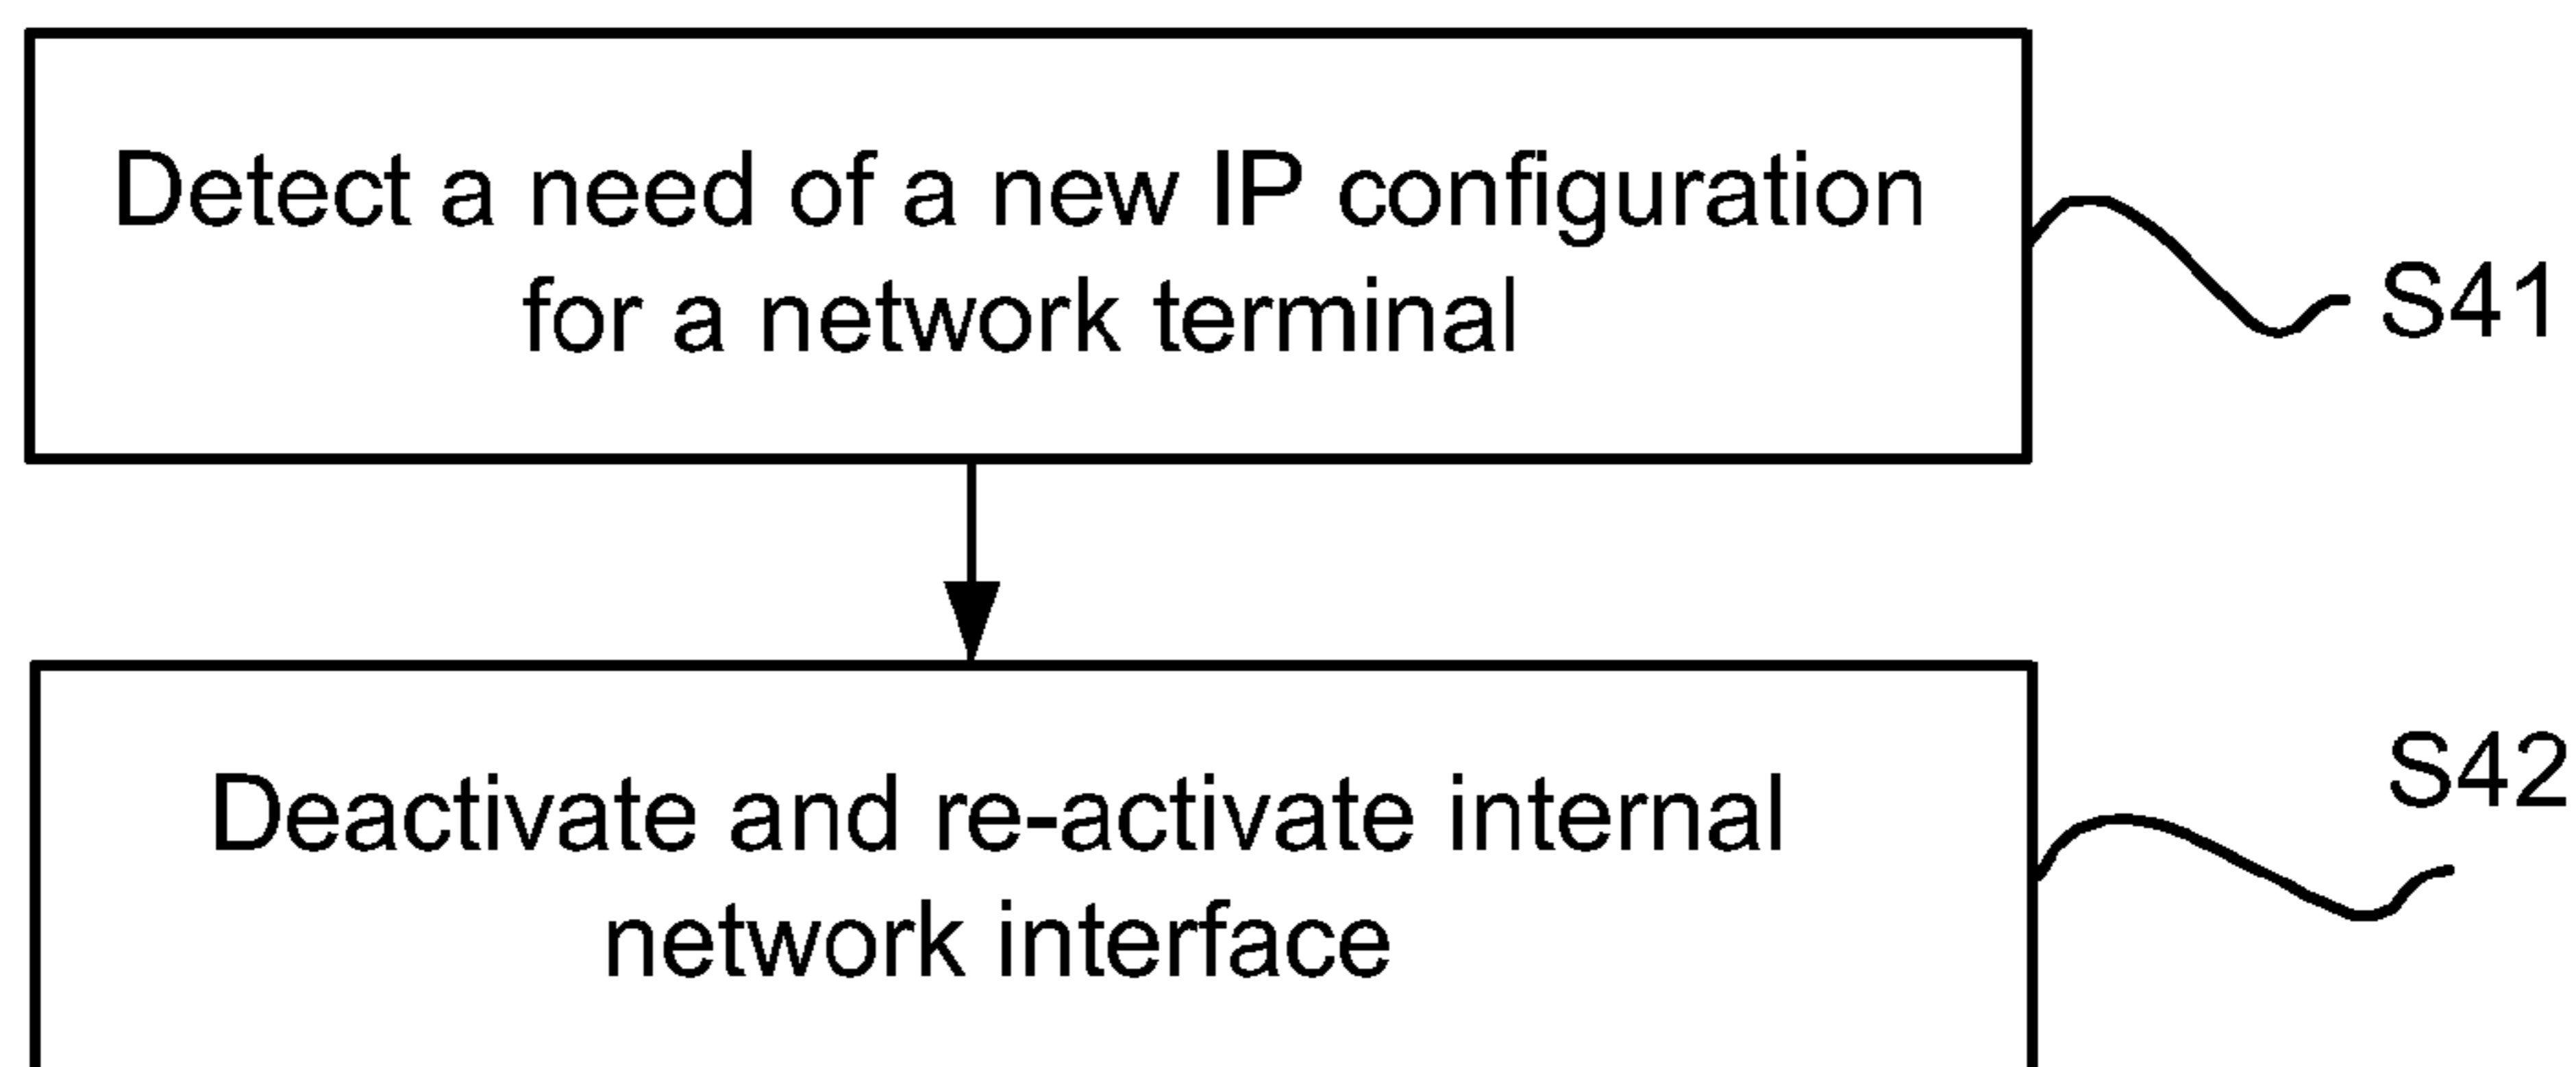 Detect a need of a new IP configuration
for a network terminal
S41
Deactivate and re-activate internal
network interface
S42